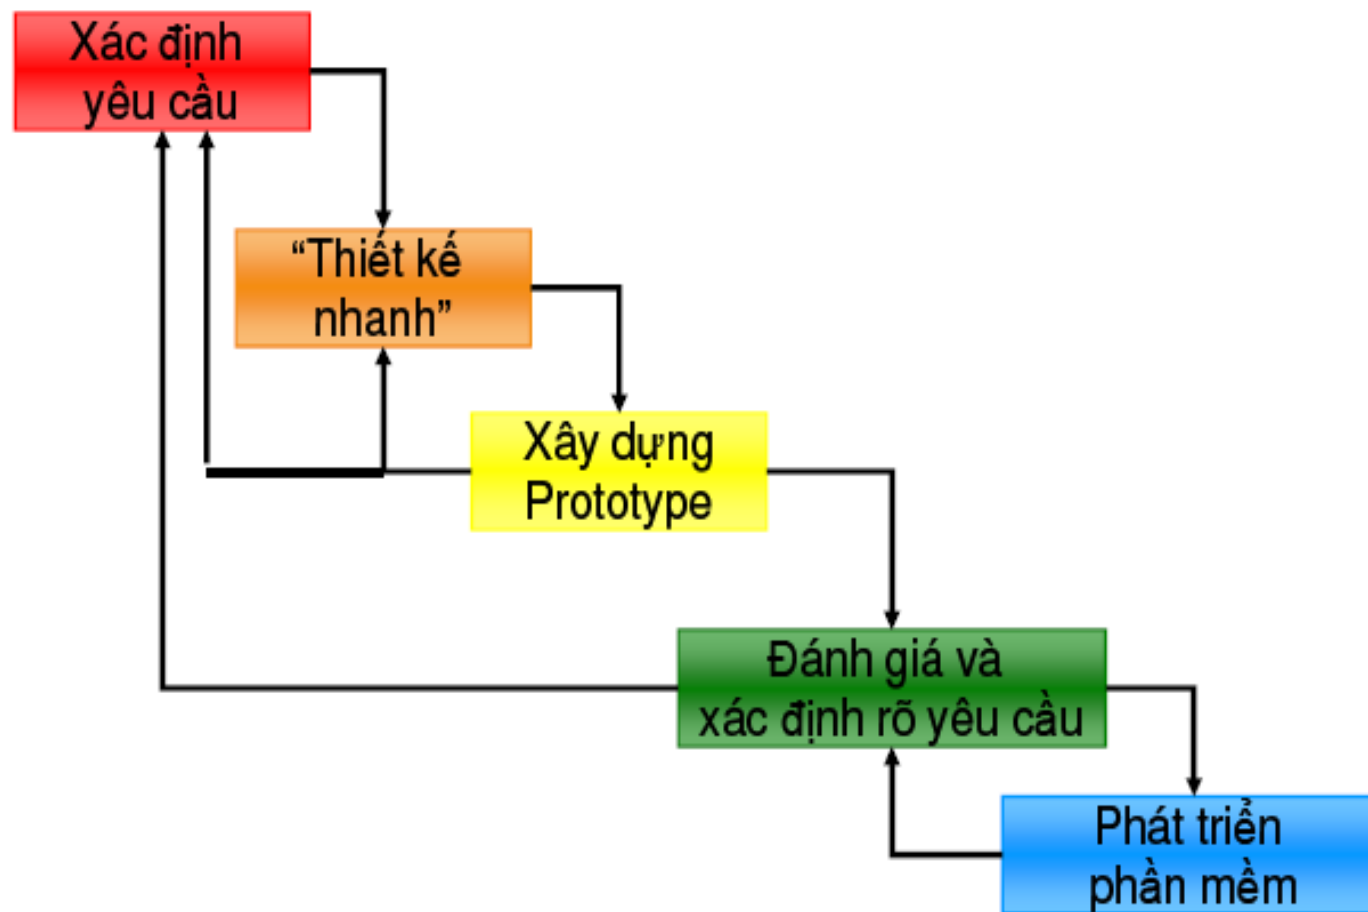 Xác định
yêu cầu
“Thiết kế
nhanh”
Xây dựng
Prototype
Đánh giá và
xác định rõ yêu cầu
Phát triển
phần mềm